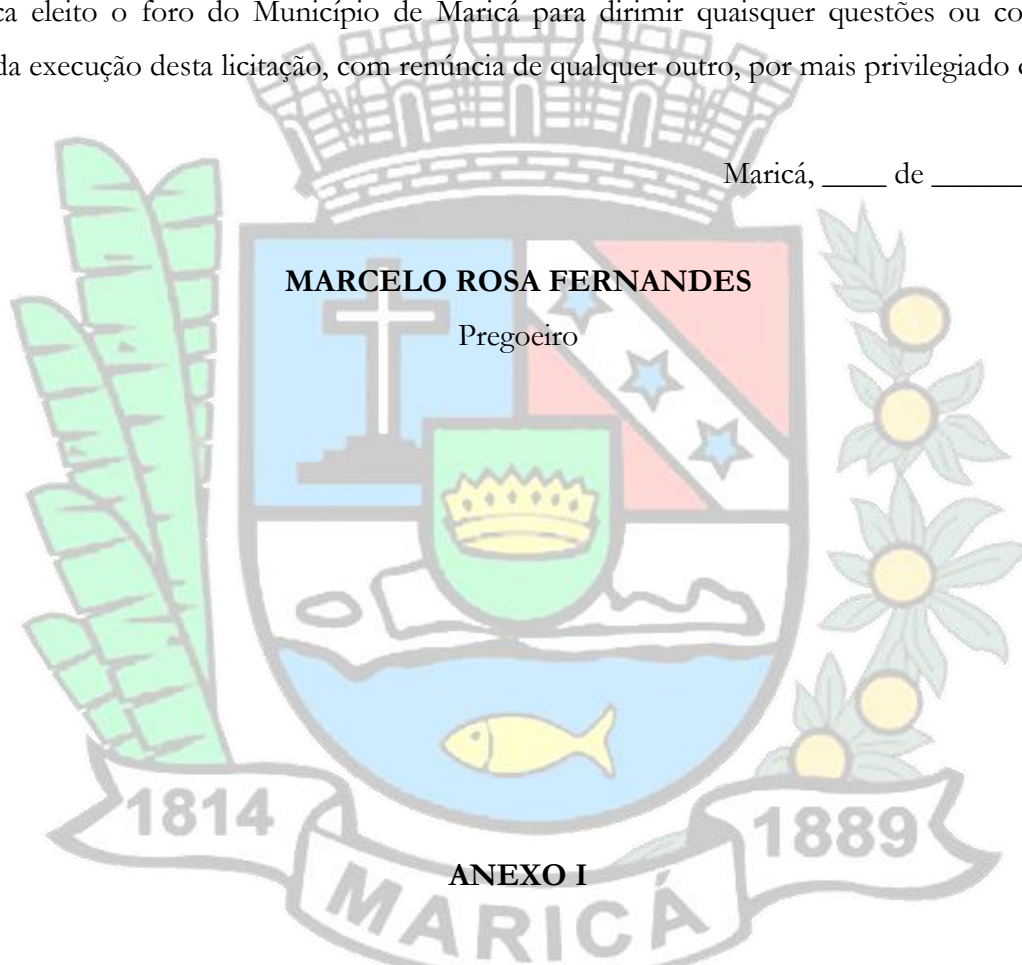 ca eleito o foro do Município de Maricá para dirimir quaisquer questões ou co
da execução desta licitação, com renúncia de qualquer outro, por mais privilegiado
Maricá, ____ de ______
MARCELO ROSA FERNANDES
Pregoeiro
1814
1889
ANEXO I
MARICÁ